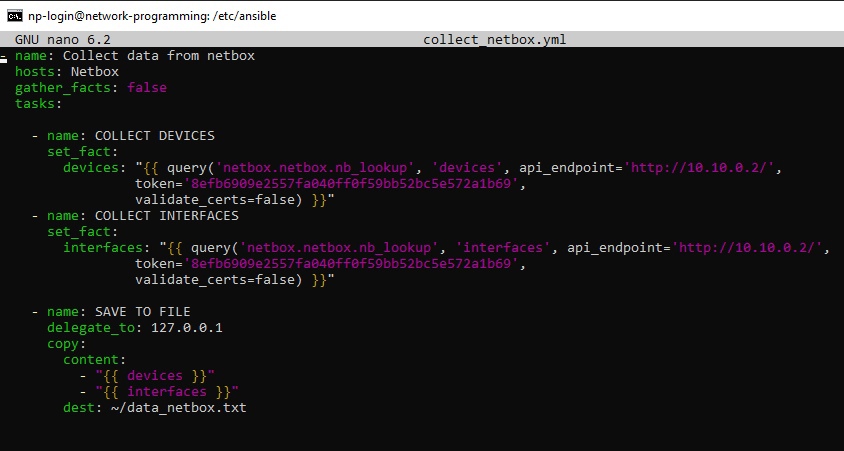 np-login@network-programming: /etc/ansible
GNU nano 6.2 collect_netbox.yml
- name: Collect data from netbox
hosts: Netbox
gather_facts: false
tasks:
- name: COLLECT DEVICES
set_fact:
devices: "{{ query('netbox.netbox.nb_lookup', 'devices', api_endpoint='http://10.10.0.2/',
token='8efb6909e2557fa040ff0f59bb52bc5e572a1b69',
validate_certs=false) }}"
- name: COLLECT INTERFACES
set_fact:
interfaces: "{{ query('netbox.netbox.nb_lookup', 'interfaces', api_endpoint='http://10.10.0.2/',
token='8efb6909e2557fa040ff0f59bb52bc5e572a1b69',
validate_certs=false) }}"
- name: SAVE TO FILE
delegate_to: 127.0.0.1
copy:
content:
- "{{ devices }}"
- "{{ interfaces }}"
dest: ~/data_netbox.txt